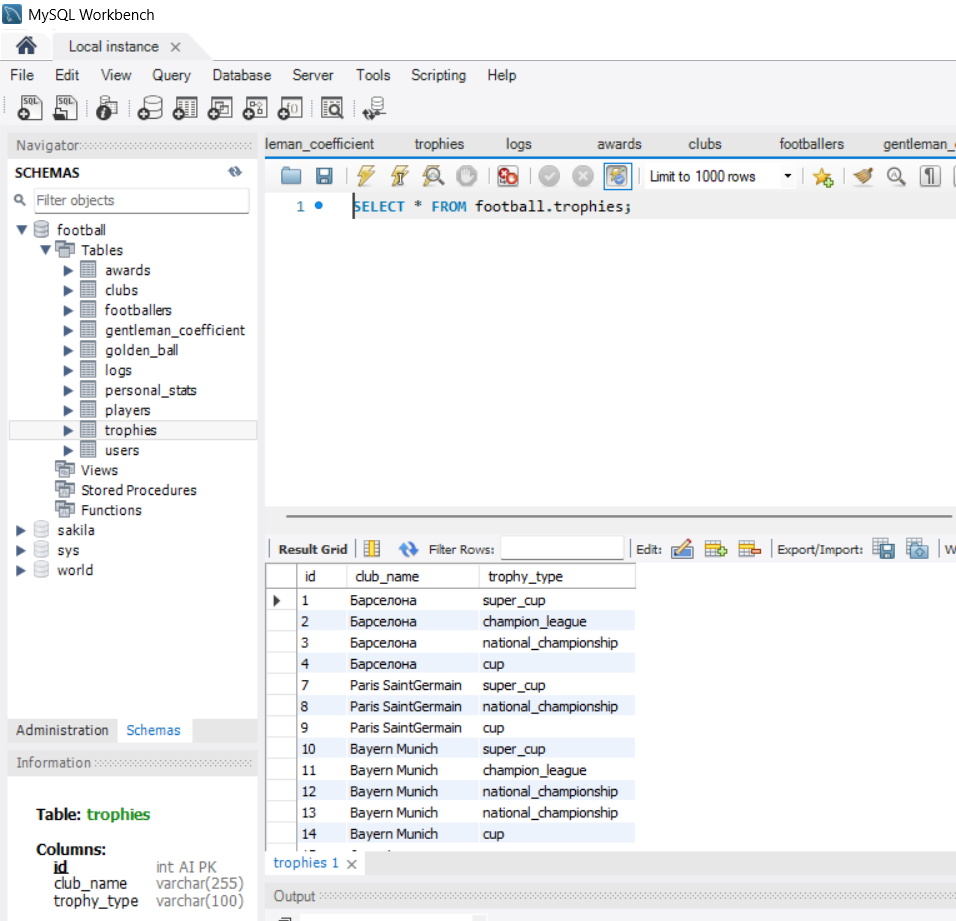 MySQL Workbench
Local instance
File Edit View Query Database Server Tools Scripting Help
Navigator
SCHEMAS
Filter objects
football
Tables
awards
clubs
footballers
gentleman_coefficient
golden_ball
logs
personal_stats
players
trophies
users
Views
Stored Procedures
Functions
sakila
sys
world
Administration Schemas
Information
Table: trophies
Columns:
id int AI PK
club_name varchar(255)
trophy_type varchar(100)
leman_coefficient trophies logs awards clubs footballers gentleman_
Limit to 1000 rows
1 SELECT * FROM football.trophies;
Result Grid Filter Rows: Edit: Export/Import: W
id club_name trophy_type
1 Барселона super_cup
2 Барселона champion_league
3 Барселона national_championship
4 Барселона cup
7 Paris SaintGermain super_cup
8 Paris SaintGermain national_championship
9 Paris SaintGermain cup
10 Bayern Munich super_cup
11 Bayern Munich champion_league
12 Bayern Munich national_championship
13 Bayern Munich national_championship
14 Bayern Munich cup
trophies 1
Output